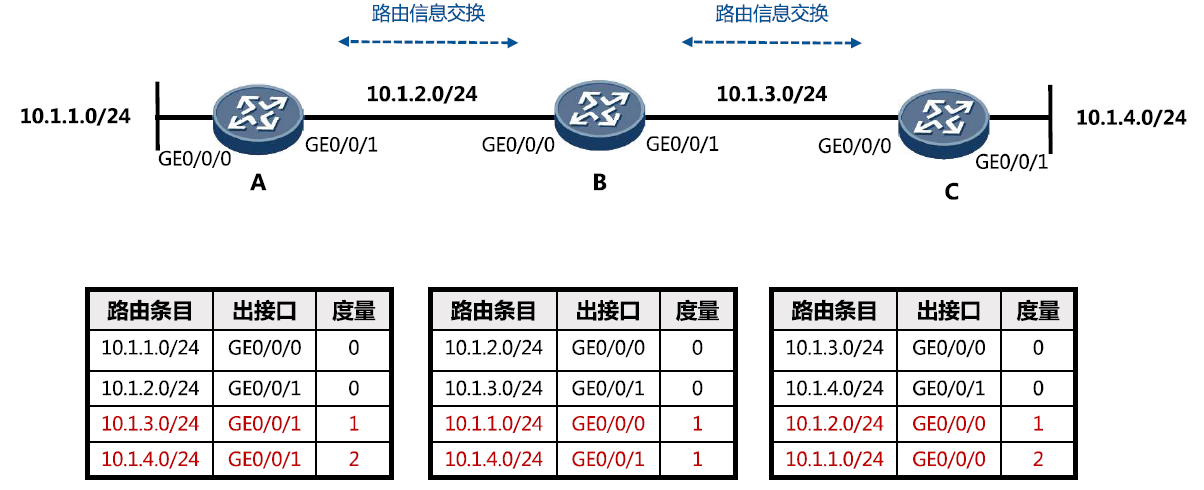 路由信息交换 路由信息交换
10.1.1.0/24 10.1.2.0/24 10.1.3.0/24 10.1.4.0/24
GE0/0/0 GE0/0/1 GE0/0/0 GE0/0/1 GE0/0/0 GE0/0/1
A B C
路由条目 出接口 度量
10.1.1.0/24 GE0/0/0 0
10.1.2.0/24 GE0/0/1 0
10.1.3.0/24 GE0/0/1 1
10.1.4.0/24 GE0/0/1 2
路由条目 出接口 度量
10.1.2.0/24 GE0/0/0 0
10.1.3.0/24 GE0/0/1 0
10.1.1.0/24 GE0/0/0 1
10.1.4.0/24 GE0/0/1 1
路由条目 出接口 度量
10.1.3.0/24 GE0/0/0 0
10.1.4.0/24 GE0/0/1 0
10.1.2.0/24 GE0/0/0 1
10.1.1.0/24 GE0/0/0 2